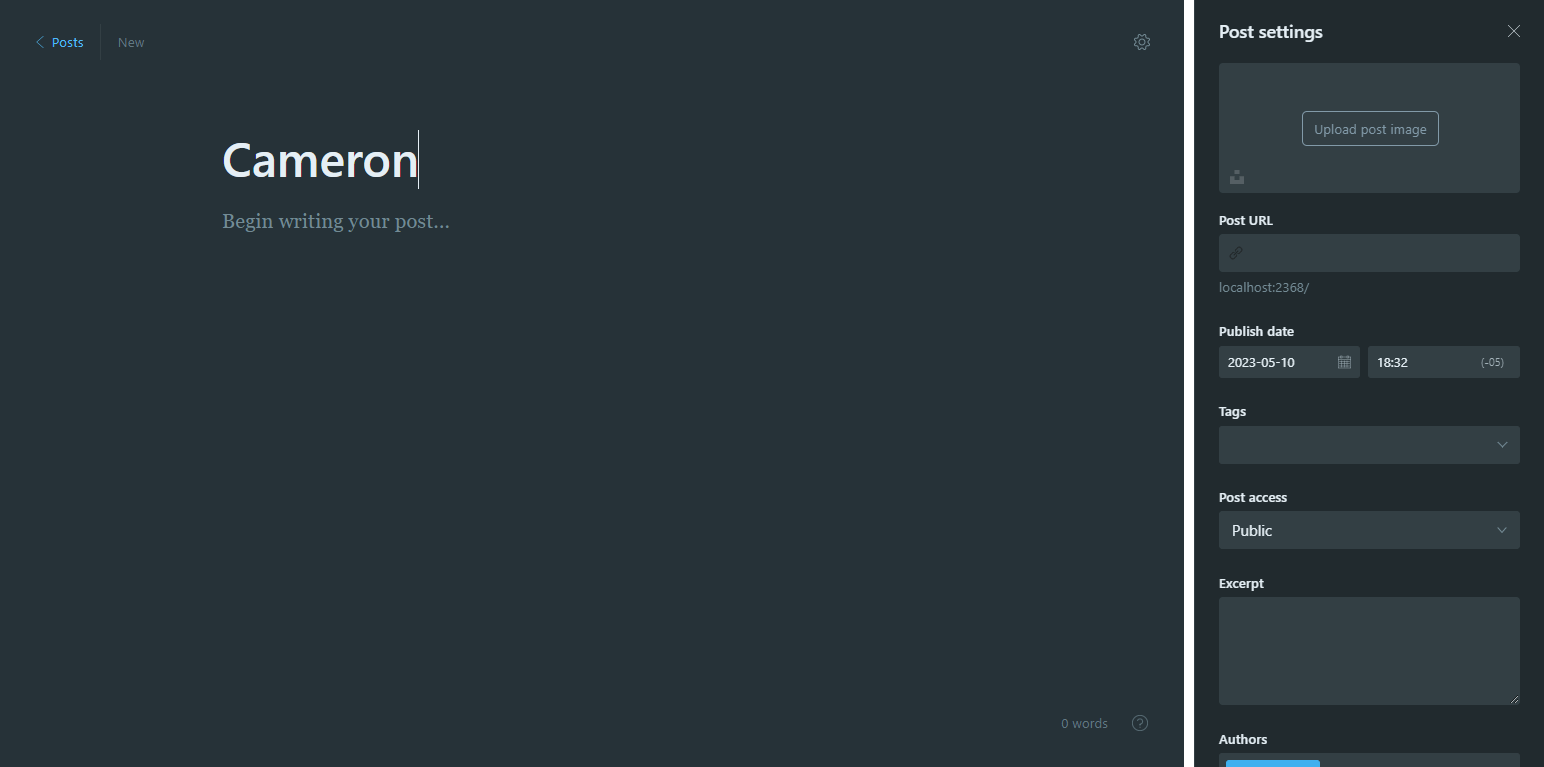 Posts
New
Cameron
Begin writing your post...
0 words
Post settings
Upload post image
Post URL
localhost:2368/
Publish date
2023-05-10
18:32
(-05)
Tags
Post access
Public
Excerpt
Authors